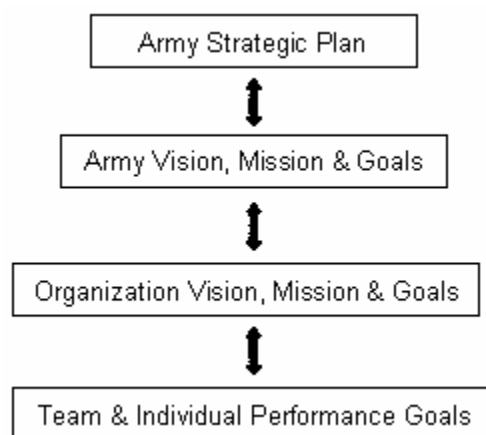 Army Strategic Plan
Army Vision, Mission & Goals
Organization Vision, Mission & Goals
Team & Individual Performance Goals